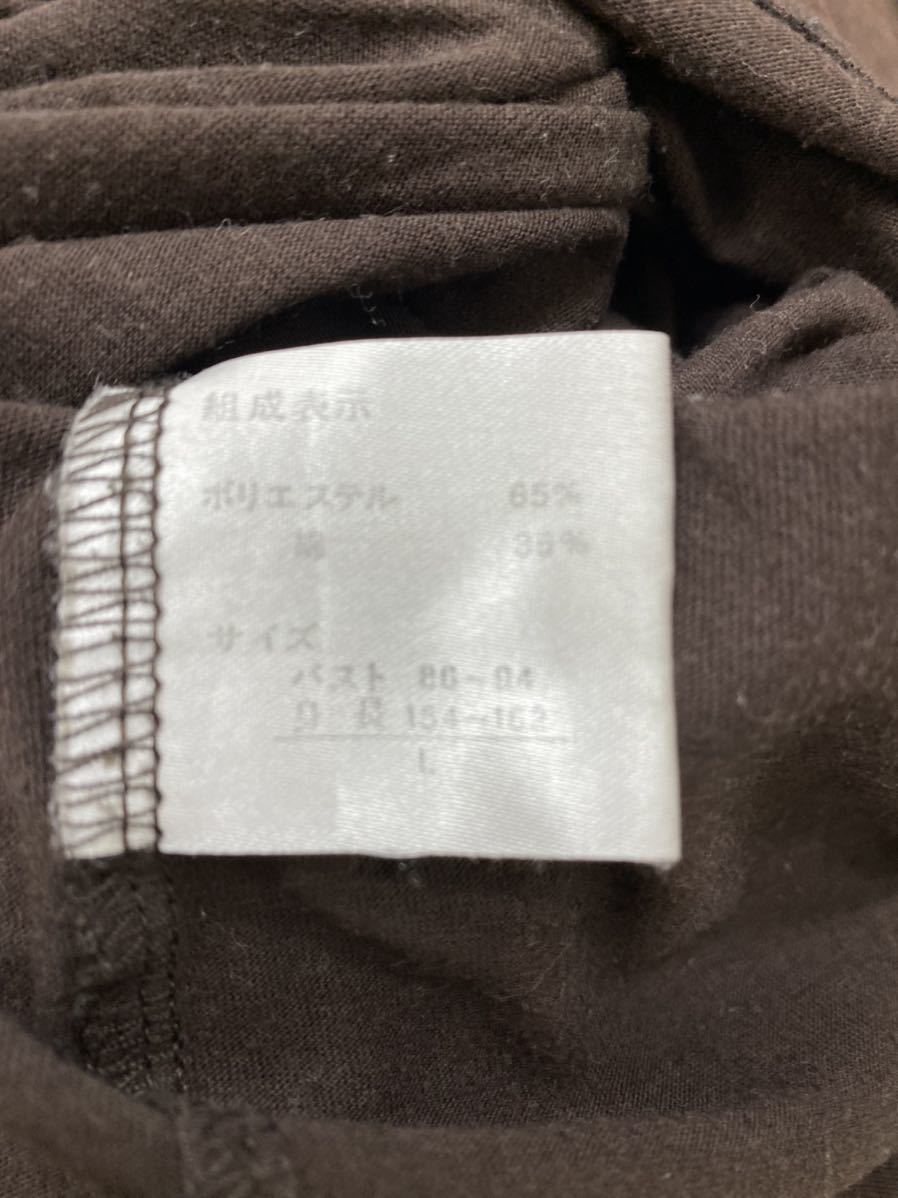 組成表示
ポリエステル 65%
綿 35%
サイズ
バスト 86~94
身長 154~162
L